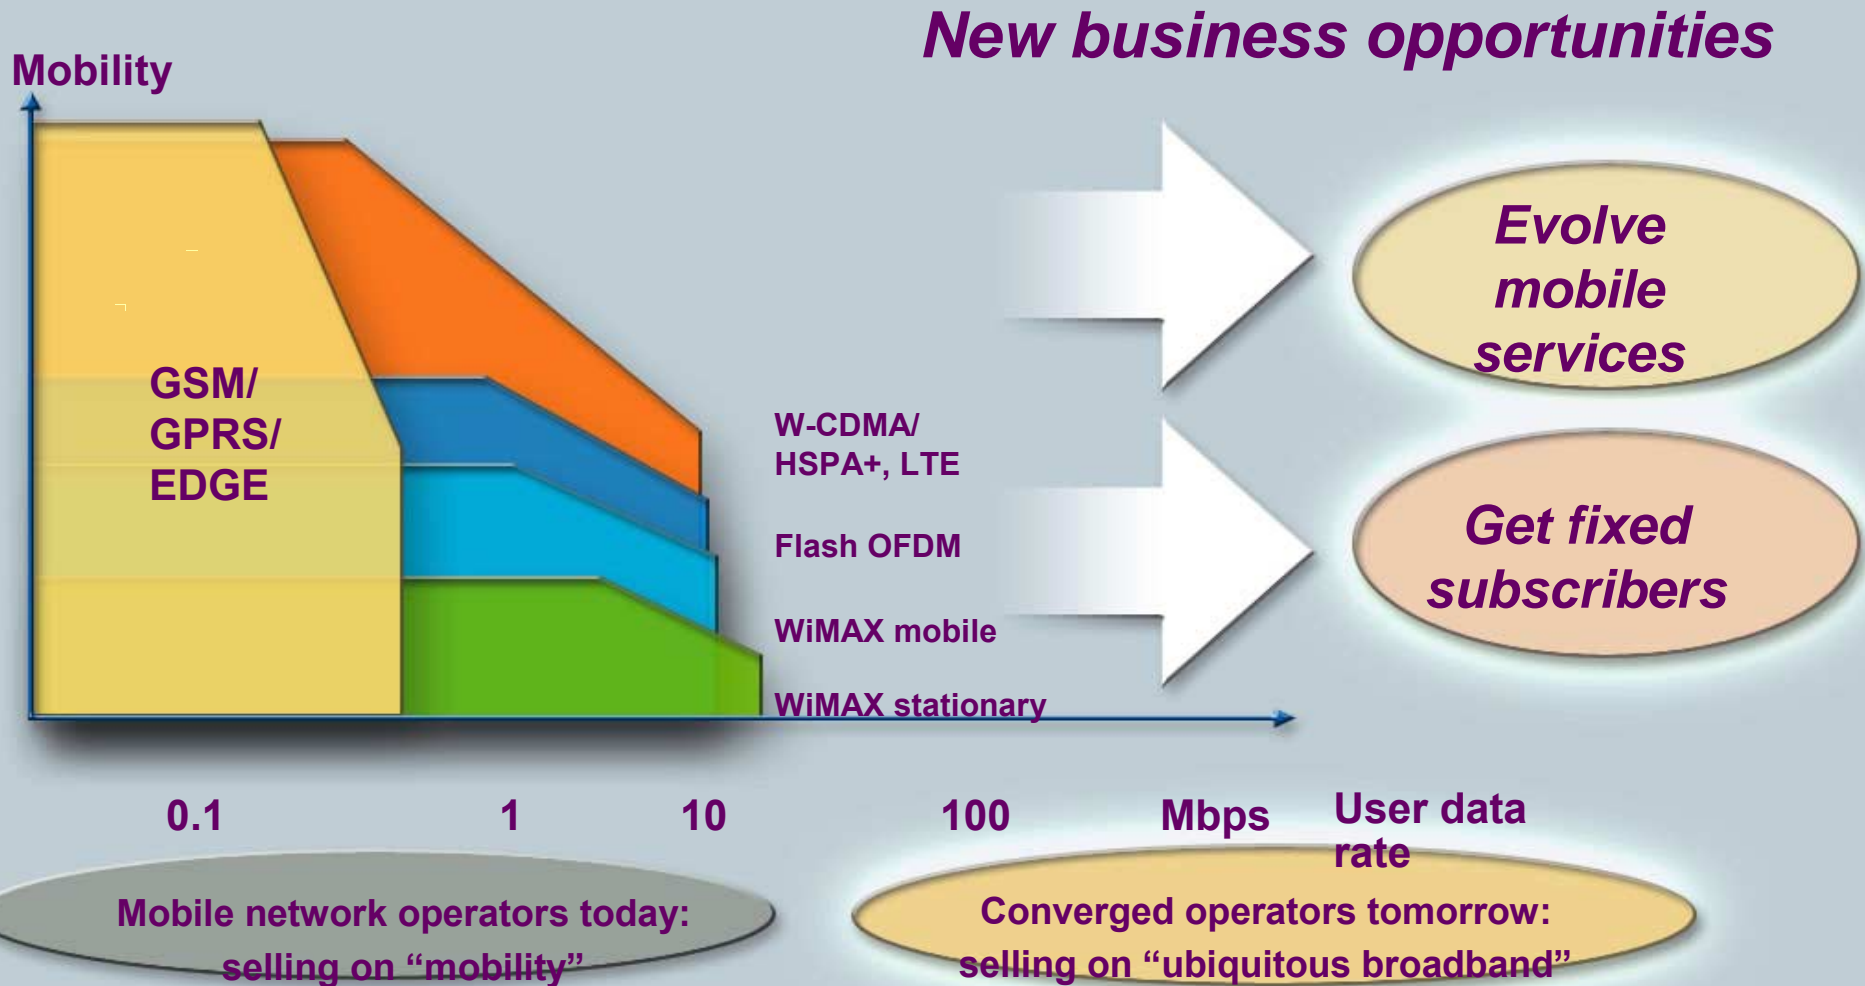 New business opportunities
Mobility
Evolve
mobile
services
GSM/
GPRS/
EDGE
W-CDMA/
HSPA+, LTE
Flash OFDM
WiMAX mobile
WiMAX stationary
Get fixed
subscribers
0.1 1 10 100 Mbps User data
rate
Mobile network operators today:
selling on “mobility”
Converged operators tomorrow:
selling on “ubiquitous broadband”